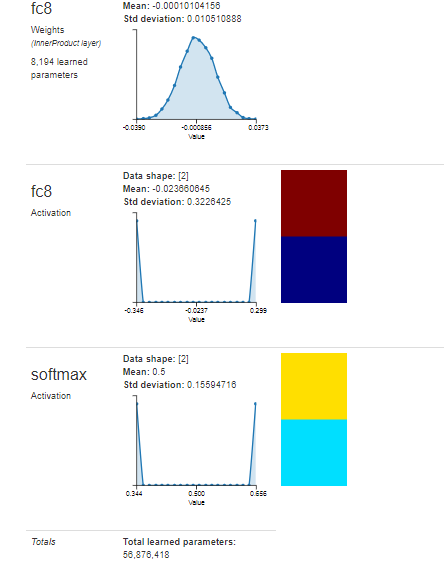 fc8
Weights
(InnerProduct layer)
8,194 learned
parameters
Mean: -0.00010104156
Std deviation: 0.010510888
-0.0390 -0.000856 0.0373
Value
fc8
Activation
Data shape: [2]
Mean: -0.023660645
Std deviation: 0.3226425
-0.346 -0.0237 0.299
Value
softmax
Activation
Data shape: [2]
Mean: 0.5
Std deviation: 0.15594716
0.344 0.500 0.656
Value
Totals
Total learned parameters:
56,876,418